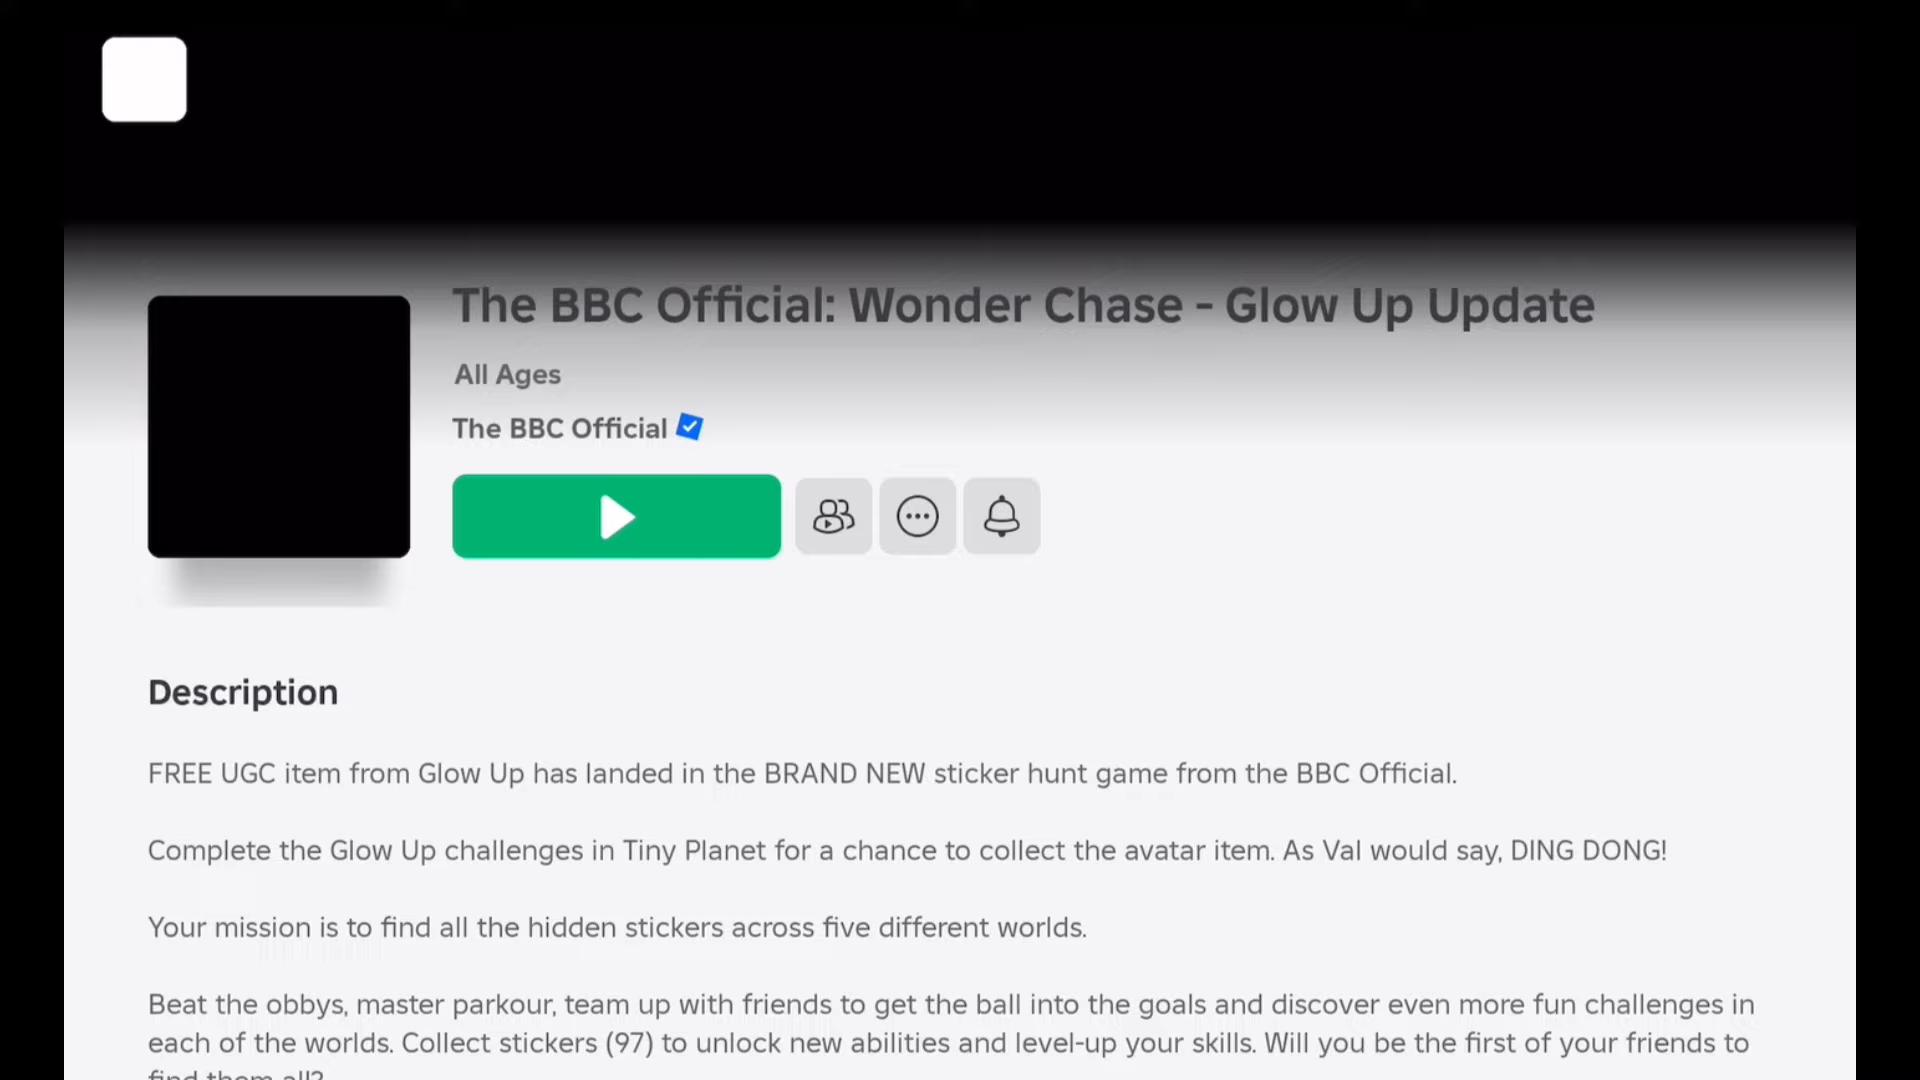 The BBC Official: Wonder Chase - Glow Up Update
All Ages
The BBC Official
Description
FREE UGC item from Glow Up has landed in the BRAND NEW sticker hunt game from the BBC Official.
Complete the Glow Up challenges in Tiny Planet for a chance to collect the avatar item. As Val would say, DING DONG!
Your mission is to find all the hidden stickers across five different worlds.
Beat the obbys, master parkour, team up with friends to get the ball into the goals and discover even more fun challenges in
each of the worlds. Collect stickers (97) to unlock new abilities and level-up your skills. Will you be the first of your friends to
find them all?